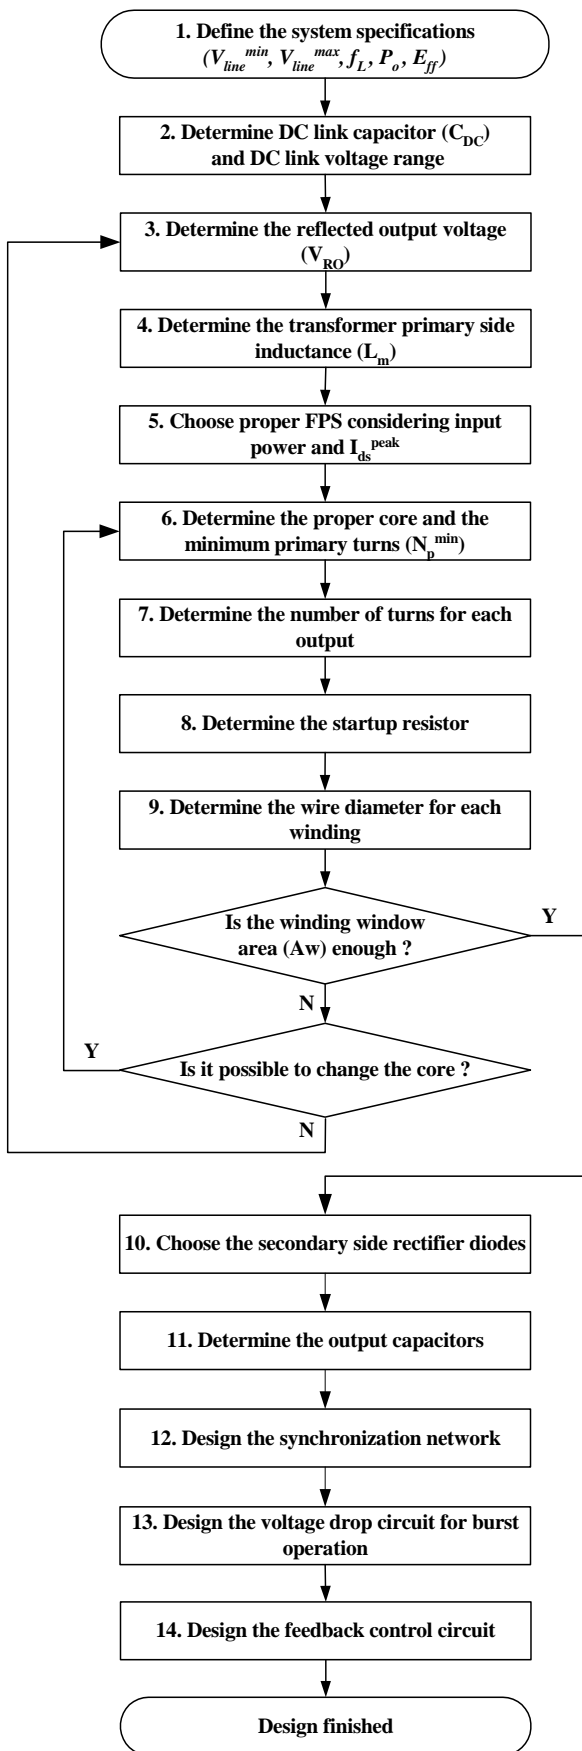 1. Define the system specifications
(V_line^min, V_line^max, f_L, P_o, E_ff)
2. Determine DC link capacitor (C_DC)
and DC link voltage range
3. Determine the reflected output voltage
(V_RO)
4. Determine the transformer primary side
inductance (L_m)
5. Choose proper FPS considering input
power and I_ds^peak
6. Determine the proper core and the
minimum primary turns (N_p^min)
7. Determine the number of turns for each
output
8. Determine the startup resistor
9. Determine the wire diameter for each
winding
Is the winding window
area (Aw) enough ?
Y
N
Is it possible to change the core ?
Y
N
10. Choose the secondary side rectifier diodes
11. Determine the output capacitors
12. Design the synchronization network
13. Design the voltage drop circuit for burst
operation
14. Design the feedback control circuit
Design finished